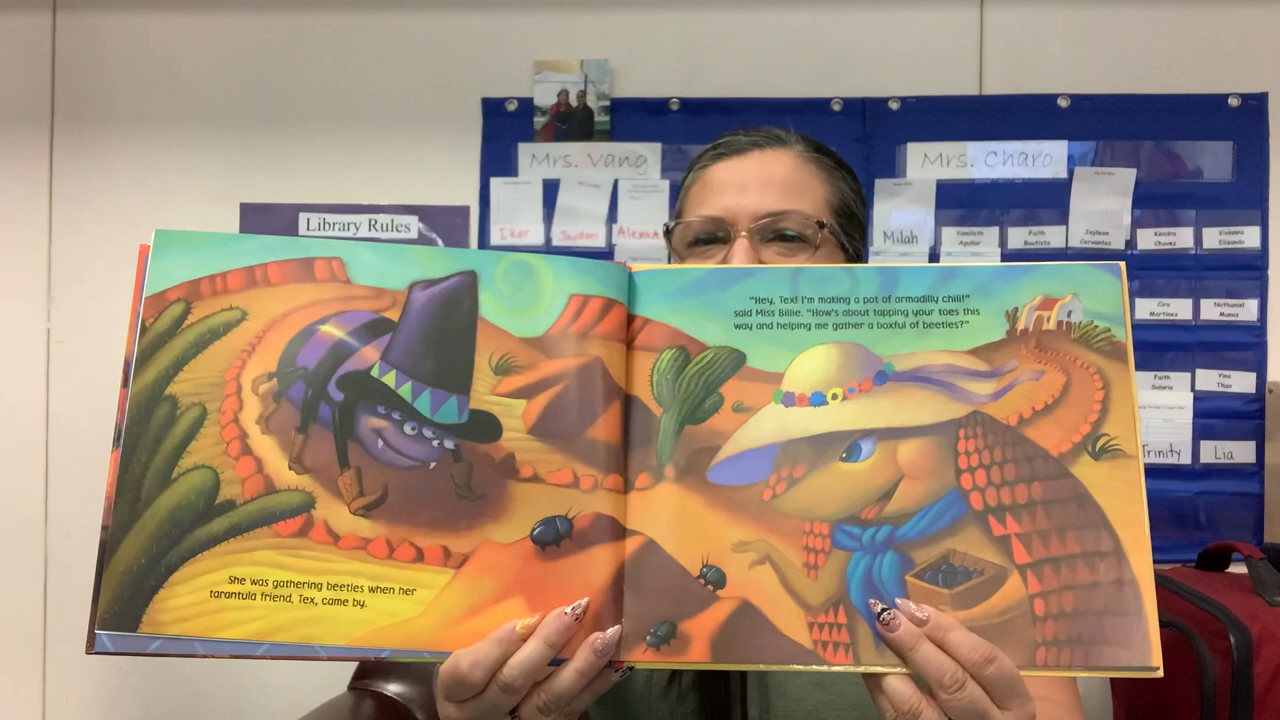 Mrs. Vang
Mrs. Charo
Library Rules
Iker
Jayden
Alexa
Milah
Yamileth
Aguilar
Faith
Bautista
Jayleen
Cervantes
Kendra
Chavez
Vivianna
Elizondo
Ciro
Martinez
Nathaniel
Munoz
Faith
Solorio
Yina
Thao
Trinity
Lia
She was gathering beetles when her
tarantula friend, Tex, came by.
"Hey, Tex! I'm making a pot of armadilly chili!"
said Miss Billie. "How's about tapping your toes this
way and helping me gather a boxful of beetles?"